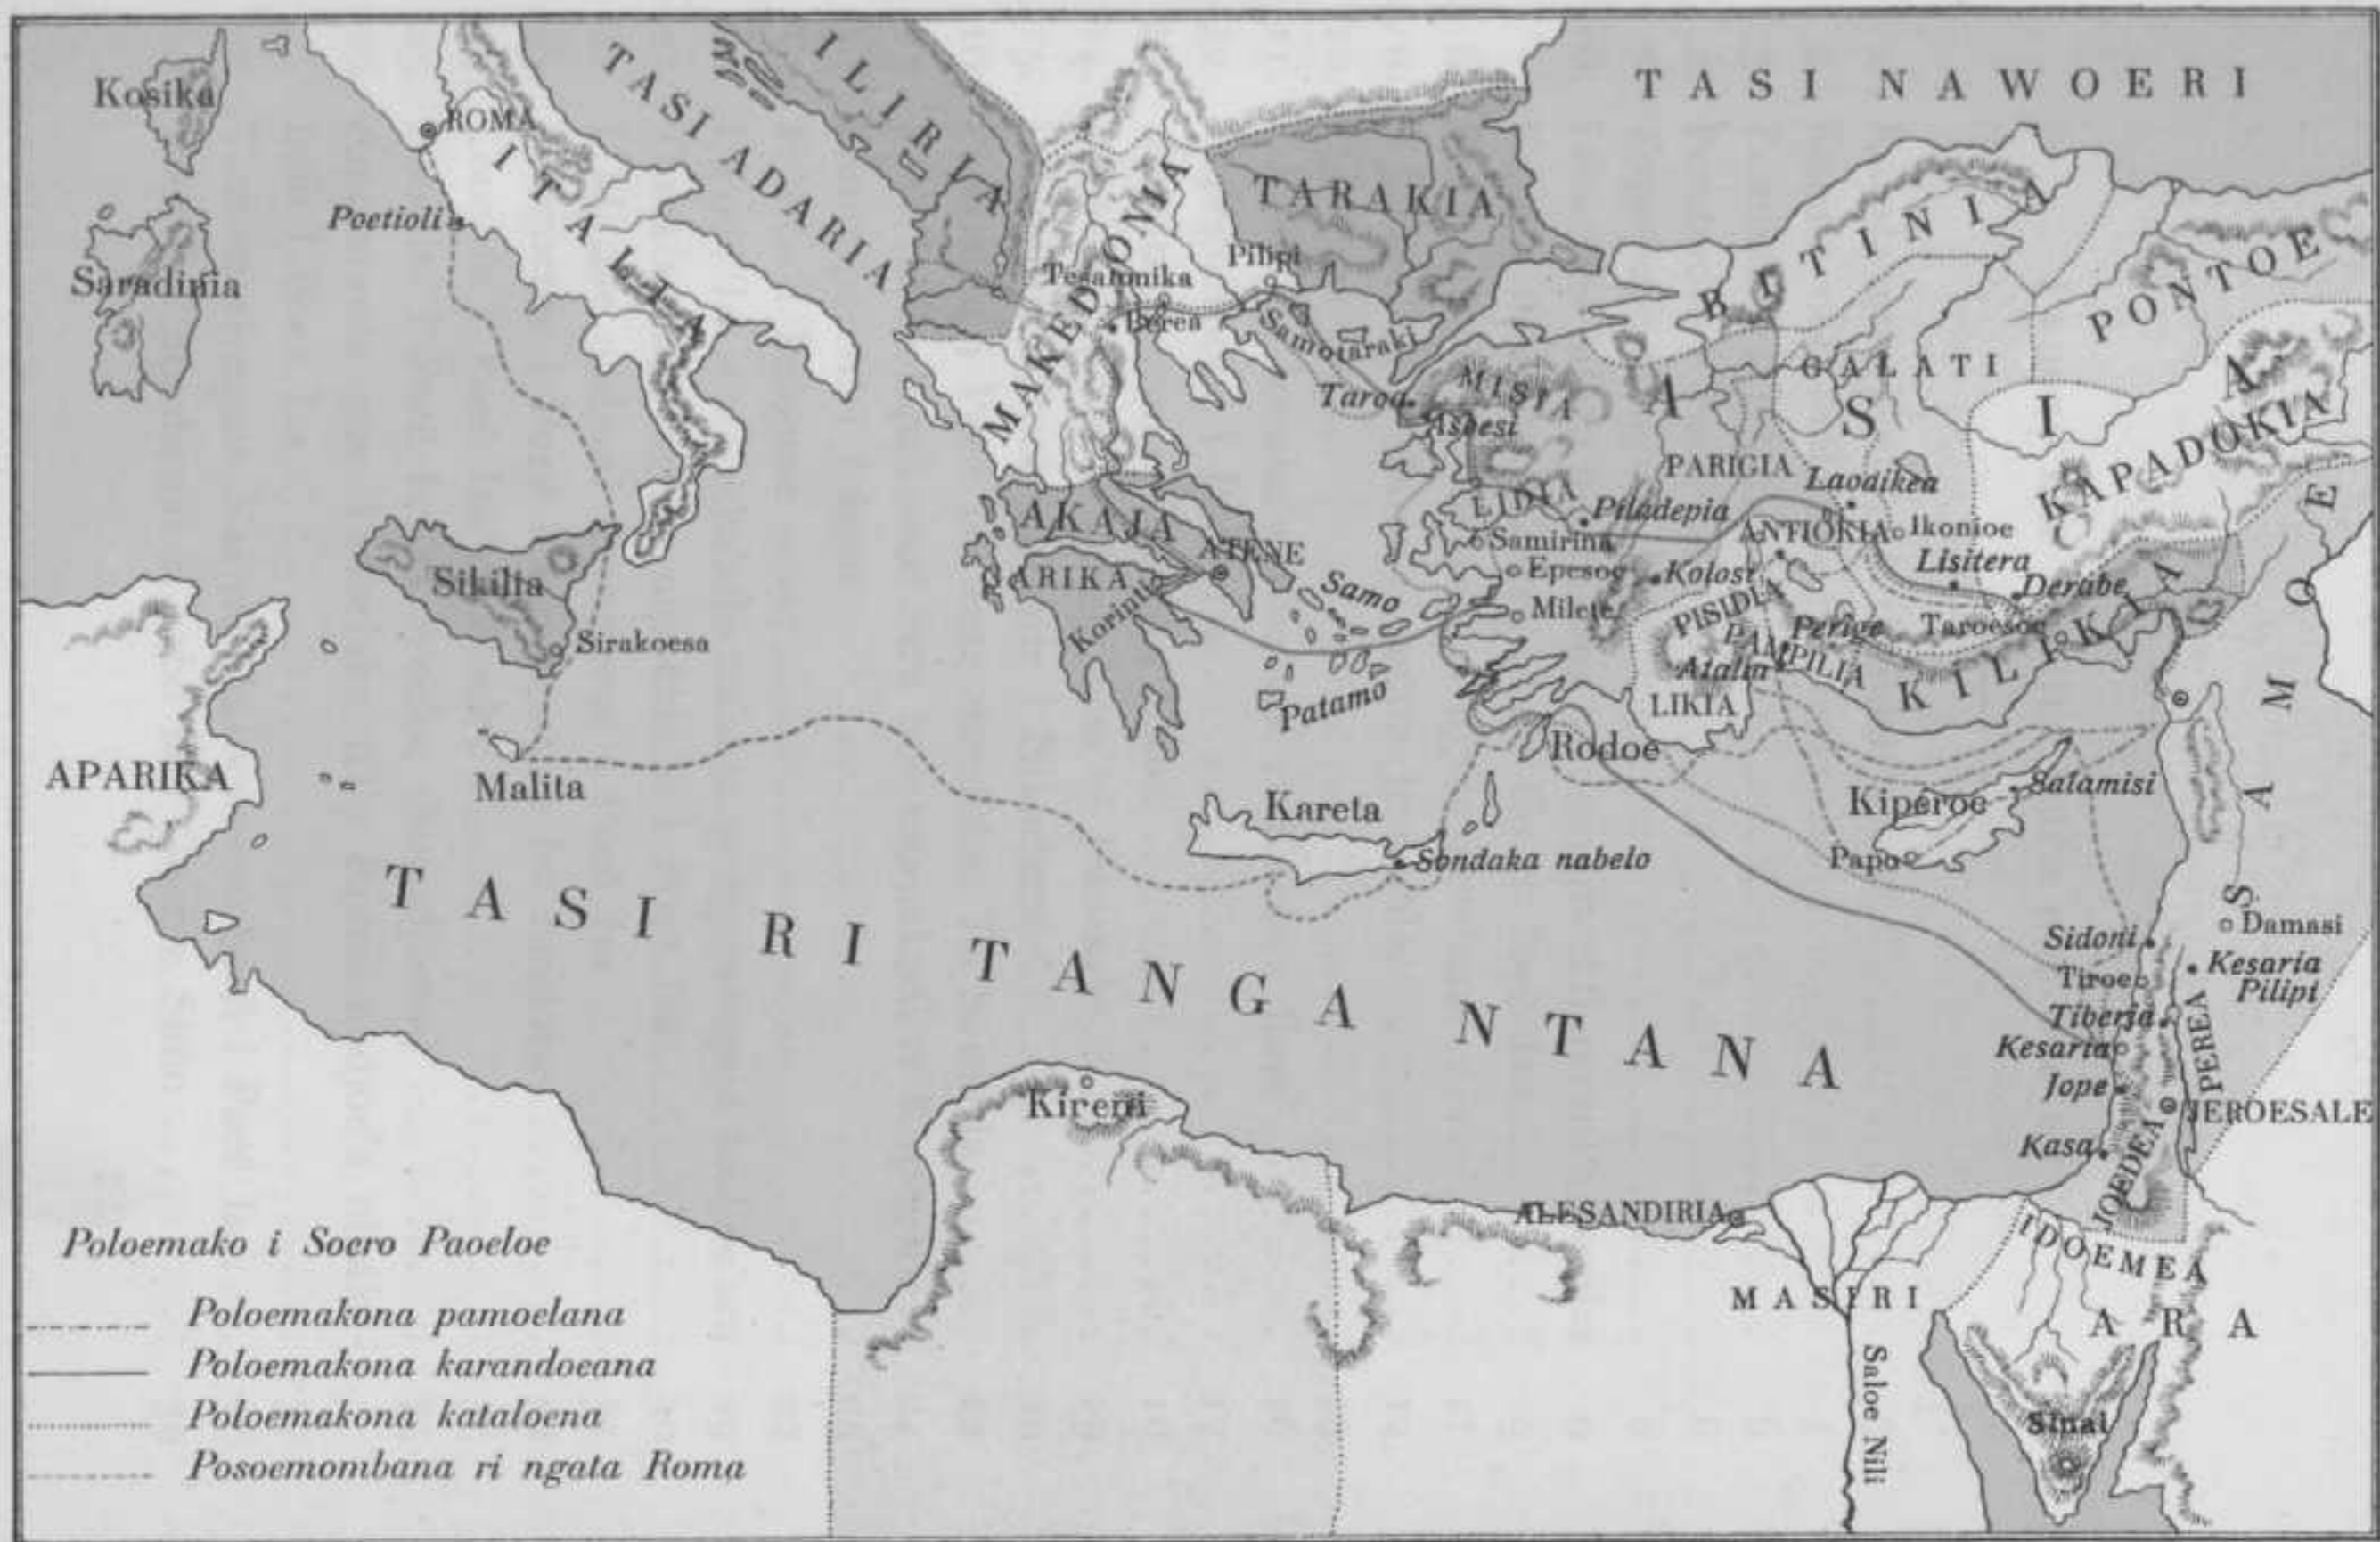 Kosika
TASI ADARIA
ILIRIA
TASI NAWOERI
ROMA
ITALIA
Poetioli
Saradinia
MAKEDONIA
TARAKIA
Pilipi
Tesalonika
Berea
Samotaraki
BITINIA
PONTOE
GALATI
ASIA
MISIA
Taroa
Asoesi
KAPADOKIA
PARIGIA
Laodikea
LIDIA
Piladepia
AKAJA
ATENE
ARIKA
Korinti
Samirina
ANTIOKIA
Ikonioe
Epesoe
Kolosi
Lisitera
Derabe
Samo
Milete
PISIDIA
Perige
Taroesoe
PAMPILIA
Atalia
KILIKIA
LIKIA
Patamo
Sikilia
Sirakoesa
SAMOE
APARIKA
Malita
Rodoe
Kareta
Sondaka nabelo
Kiperoe
Salamisi
Papo
TASI RI TANGA NTANA
Sidoni
Damasi
Tiroe
Kesaria
Pilipi
Tiberia
Kesaria
PEREA
Jope
JEROESALE
Kasa
JOEDEA
Kireni
ALESANDIRIA
IDOEMEA
MASIRI
ARA
Saloe Nili
Sinai
Poloemako i Soero Paoeloe
Poloemakona pamoelana
Poloemakona karandoeana
Poloemakona kataloena
Posoemombana ri ngata Roma